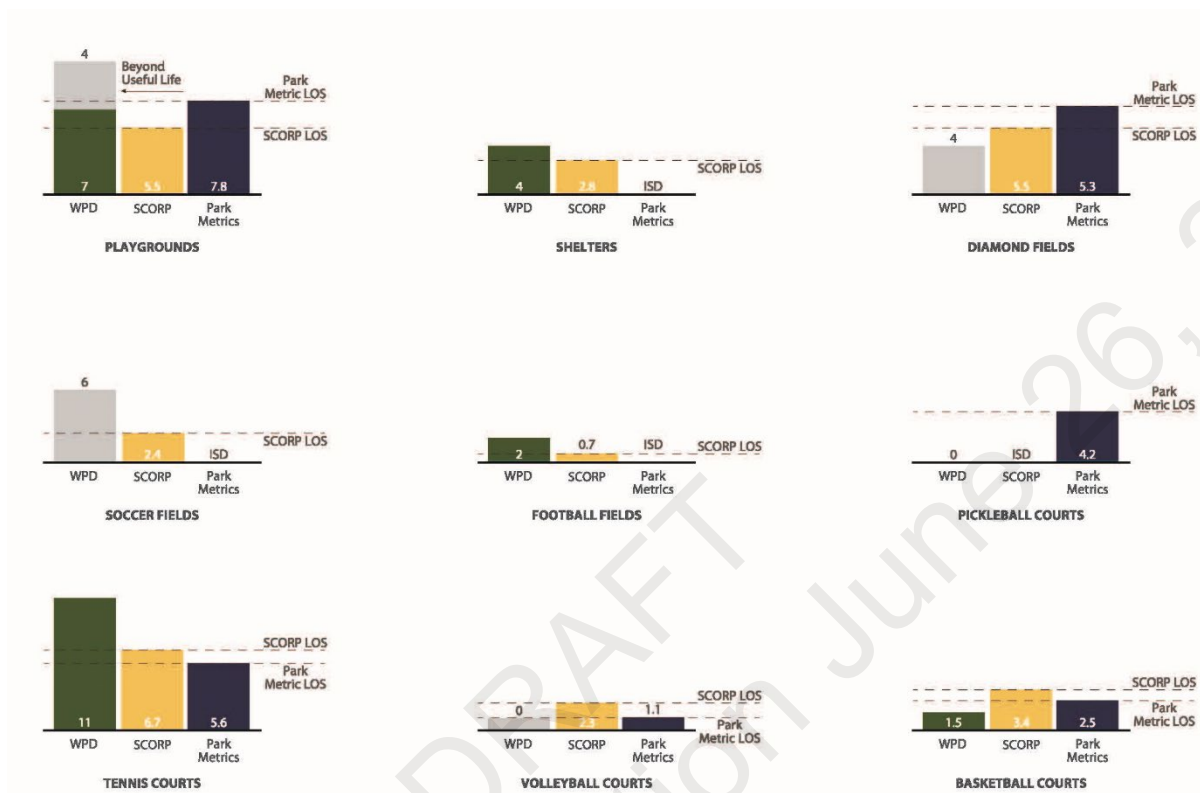 4
Beyond
Useful Life
Park
Metric LOS
SCORP LOS
7
5.5
7.8
WPD
SCORP
Park
Metrics
PLAYGROUNDS
SCORP LOS
4
2.8
ISD
WPD
SCORP
Park
Metrics
SHELTERS
Park
Metric LOS
SCORP LOS
4
5.5
5.3
WPD
SCORP
Park
Metrics
DIAMOND FIELDS
6
SCORP LOS
2.4
ISD
WPD
SCORP
Park
Metrics
SOCCER FIELDS
0.7
ISD
SCORP LOS
2
WPD
SCORP
Park
Metrics
FOOTBALL FIELDS
Park
Metric LOS
0
ISD
4.2
WPD
SCORP
Park
Metrics
PICKLEBALL COURTS
SCORP LOS
Park
Metric LOS
11
6.7
5.6
WPD
SCORP
Park
Metrics
TENNIS COURTS
SCORP LOS
0
1.1
2.3
Park
Metric LOS
WPD
SCORP
Park
Metrics
VOLLEYBALL COURTS
SCORP LOS
Park
Metric LOS
1.5
3.4
2.5
WPD
SCORP
Park
Metrics
BASKETBALL COURTS
DRAFT
June 26,